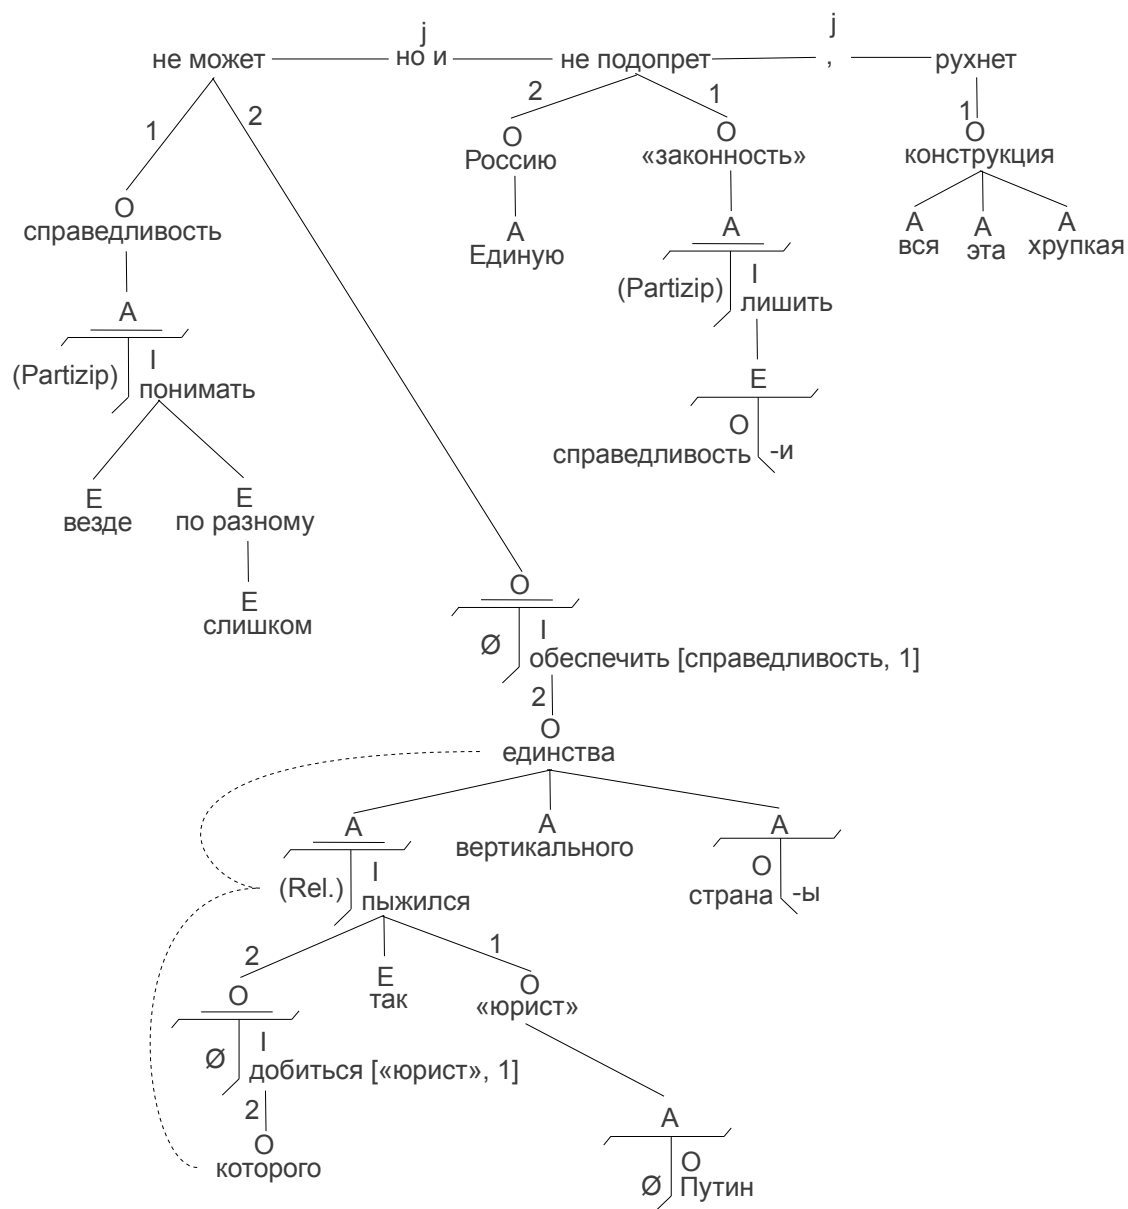 j j
не может но и не подопрет , рухнет
1 2 2 1 1
О
Россию
О
«законность»
О
конструкция
О
справедливость
А
Единую
А
(Partizip) I
лишить
А
вся
А
эта
А
хрупкая
А
(Partizip) I
понимать
Е
О
справедливость -и
Е
везде
Е
по разному
Е
слишком
О
Ø I
обеспечить [справедливость, 1]
2
О
единства
А
(Rel.) I
пыжился
А
вертикального
А
О
страна -ы
2 1
О
Ø I
добиться [«юрист», 1]
Е
так
О
«юрист»
2
О
которого
А
Ø О
Путин